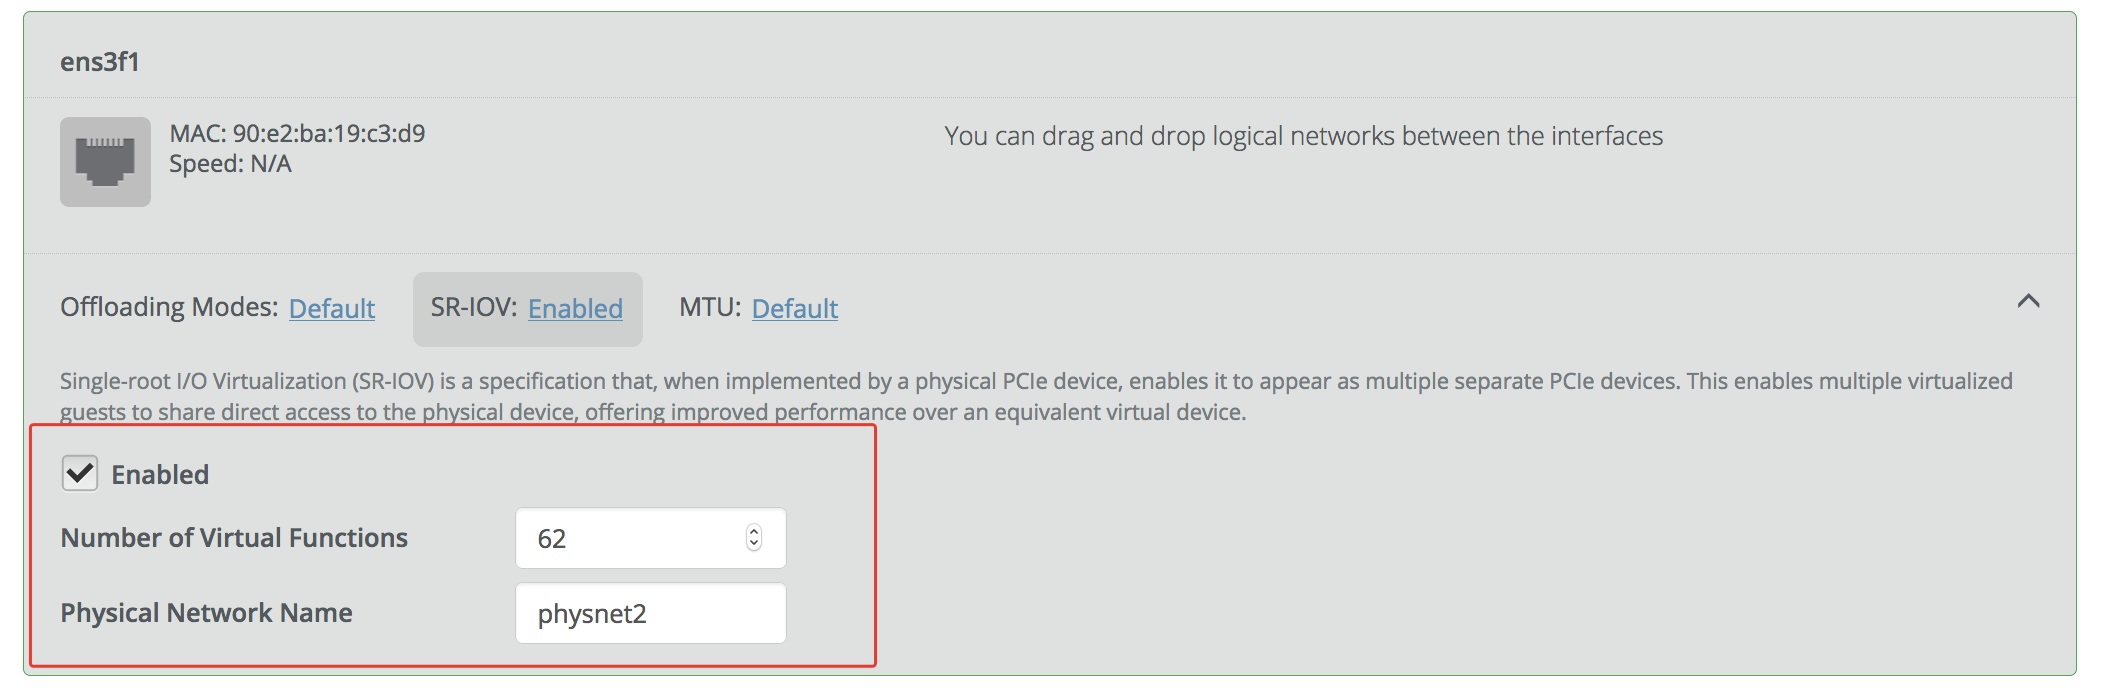 ens3f1
MAC: 90:e2:ba:19:c3:d9
Speed: N/A
You can drag and drop logical networks between the interfaces
Offloading Modes: Default SR-IOV: Enabled MTU: Default
Single-root I/O Virtualization (SR-IOV) is a specification that, when implemented by a physical PCIe device, enables it to appear as multiple separate PCIe devices. This enables multiple virtualized
guests to share direct access to the physical device, offering improved performance over an equivalent virtual device.
Enabled
Number of Virtual Functions 62
Physical Network Name physnet2